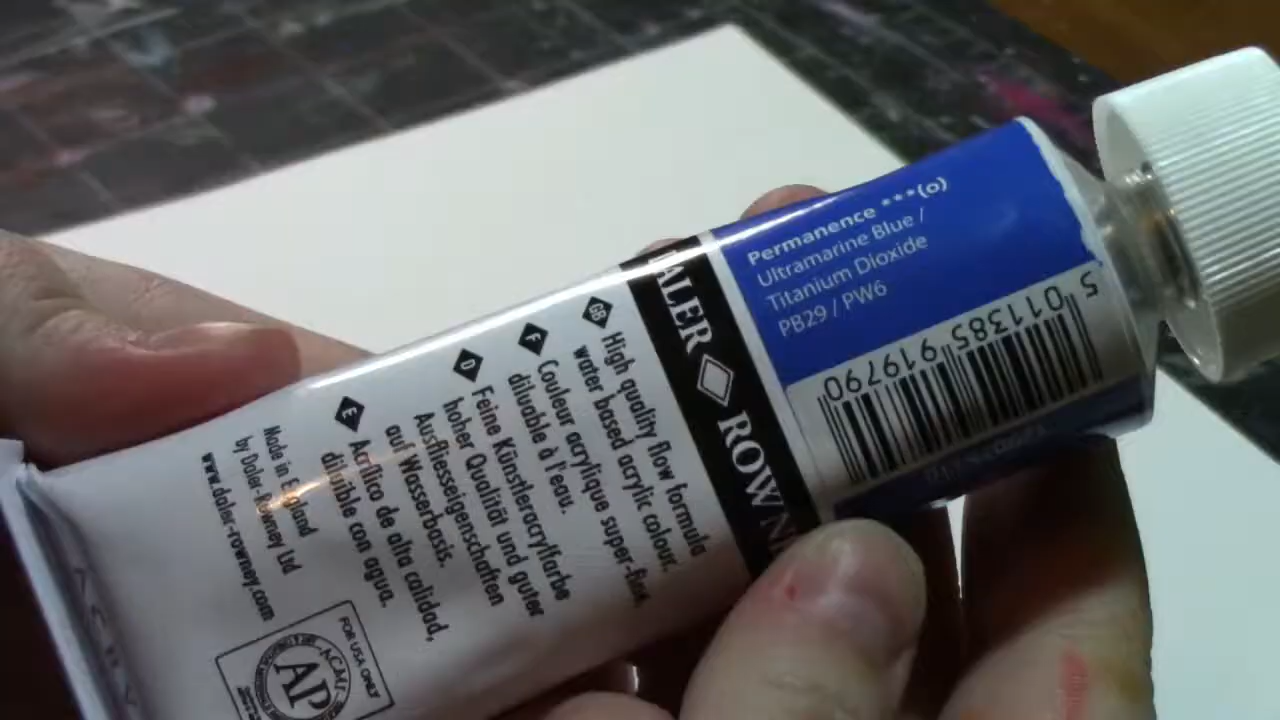 Permanence ***(o)
Ultramarine Blue /
Titanium Dioxide
PB29 / PW6
5 011385 919790
ROWN
GB
High quality flow formula
water based acrylic colour.
F
Couleur acrylique super-fine,
diluable à l'eau.
D
Feine Künstleracrylfarbe
hoher Qualität und guter
Ausfliesseigenschaften
auf Wasserbasis.
E
Acrílico de alta calidad,
diluible con agua.
Made in England
by Daler-Rowney Ltd
www.daler-rowney.com
FOR USA ONLY
ACMI
AP